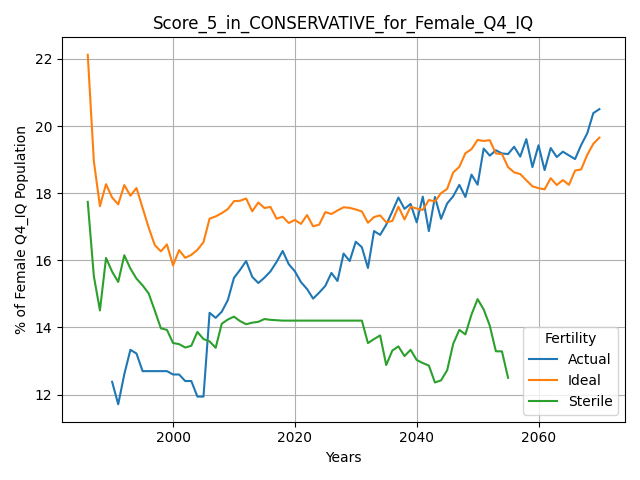 Score_5_in_CONSERVATIVE_for_Female_Q4_IQ
% of Female Q4_IQ Population
22
20
18
16
14
12
2000 2020 2040 2060
Years
Fertility
Actual
Ideal
Sterile